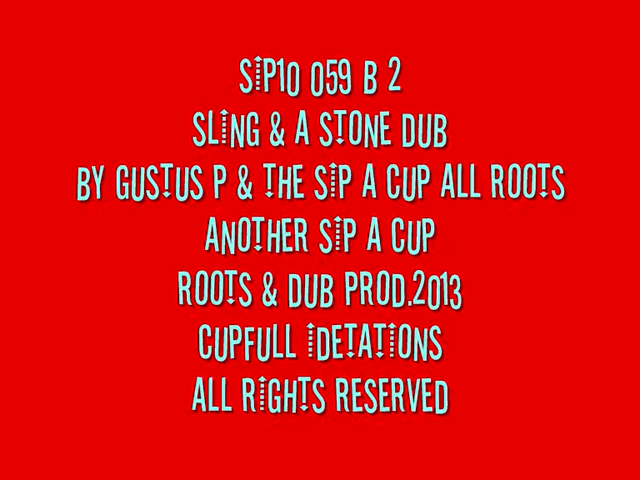 SIP10 059 B 2
SLING & A STONE DUB
BY GUSTUS P & THE SIP A CUP ALL ROOTS
ANOTHER SIP A CUP
ROOTS & DUB PROD.2013
CUPFULL IDETATIONS
ALL RIGHTS RESERVED